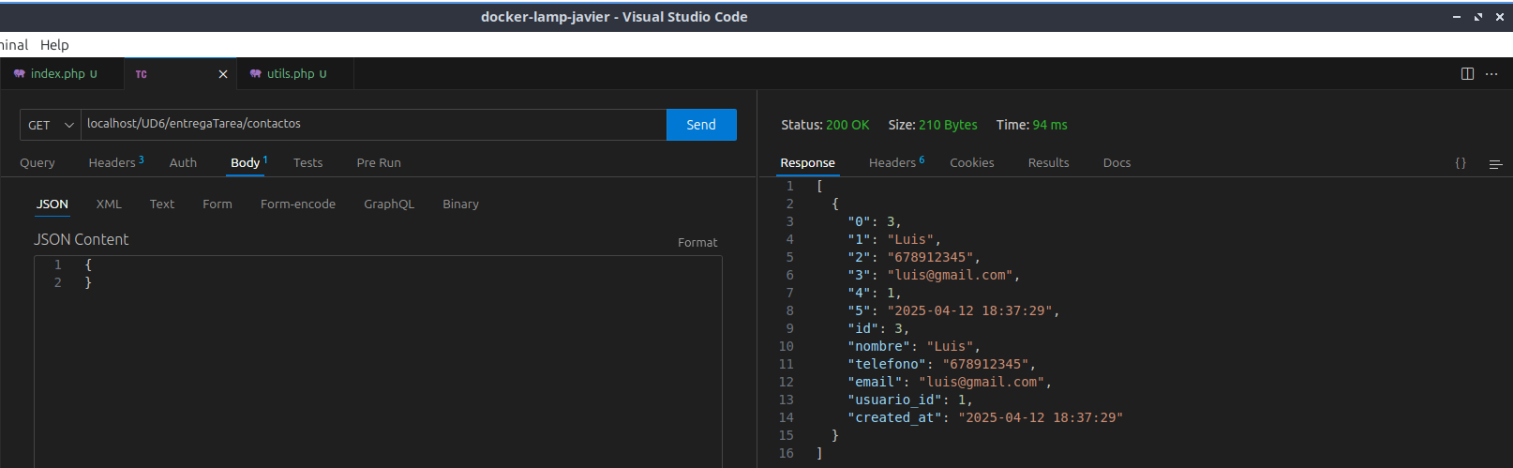 docker-lamp-javier - Visual Studio Code
minal Help
index.php U TC utils.php U
GET localhost/UD6/entregaTarea/contactos Send
Query Headers 3 Auth Body 1 Tests Pre Run
JSON XML Text Form Form-encode GraphQL Binary
JSON Content Format
1 {
2 }
Status: 200 OK Size: 210 Bytes Time: 94 ms
Response Headers 6 Cookies Results Docs {}
1 [
2 {
3 "0": 3,
4 "1": "Luis",
5 "2": "678912345",
6 "3": "luis@gmail.com",
7 "4": 1,
8 "5": "2025-04-12 18:37:29",
9 "id": 3,
10 "nombre": "Luis",
11 "telefono": "678912345",
12 "email": "luis@gmail.com",
13 "usuario_id": 1,
14 "created_at": "2025-04-12 18:37:29"
15 }
16 ]